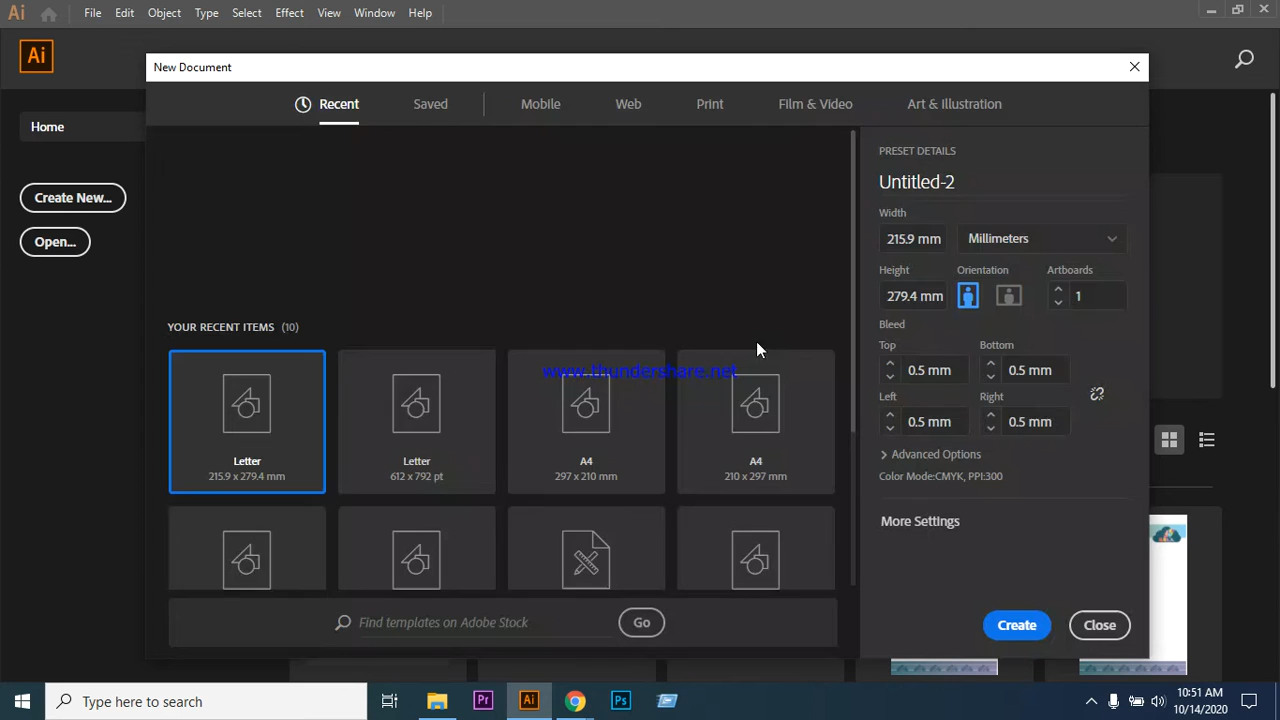 Ai File Edit Object Type Select Effect View Window Help
Ai
New Document
Recent Saved Mobile Web Print Film & Video Art & Illustration
Home
Create New...
Open...
YOUR RECENT ITEMS (10)
www.thundershare.net
Letter
215.9 x 279.4 mm
Letter
612 x 792 pt
A4
297 x 210 mm
A4
210 x 297 mm
Find templates on Adobe Stock Go
PRESET DETAILS
Untitled-2
Width
215.9 mm Millimeters
Height Orientation Artboards
279.4 mm 1
Bleed
Top Bottom
0.5 mm 0.5 mm
Left Right
0.5 mm 0.5 mm
Advanced Options
Color Mode:CMYK, PPI:300
More Settings
Create Close
Type here to search
Pr Ai Ps
10:51 AM
10/14/2020